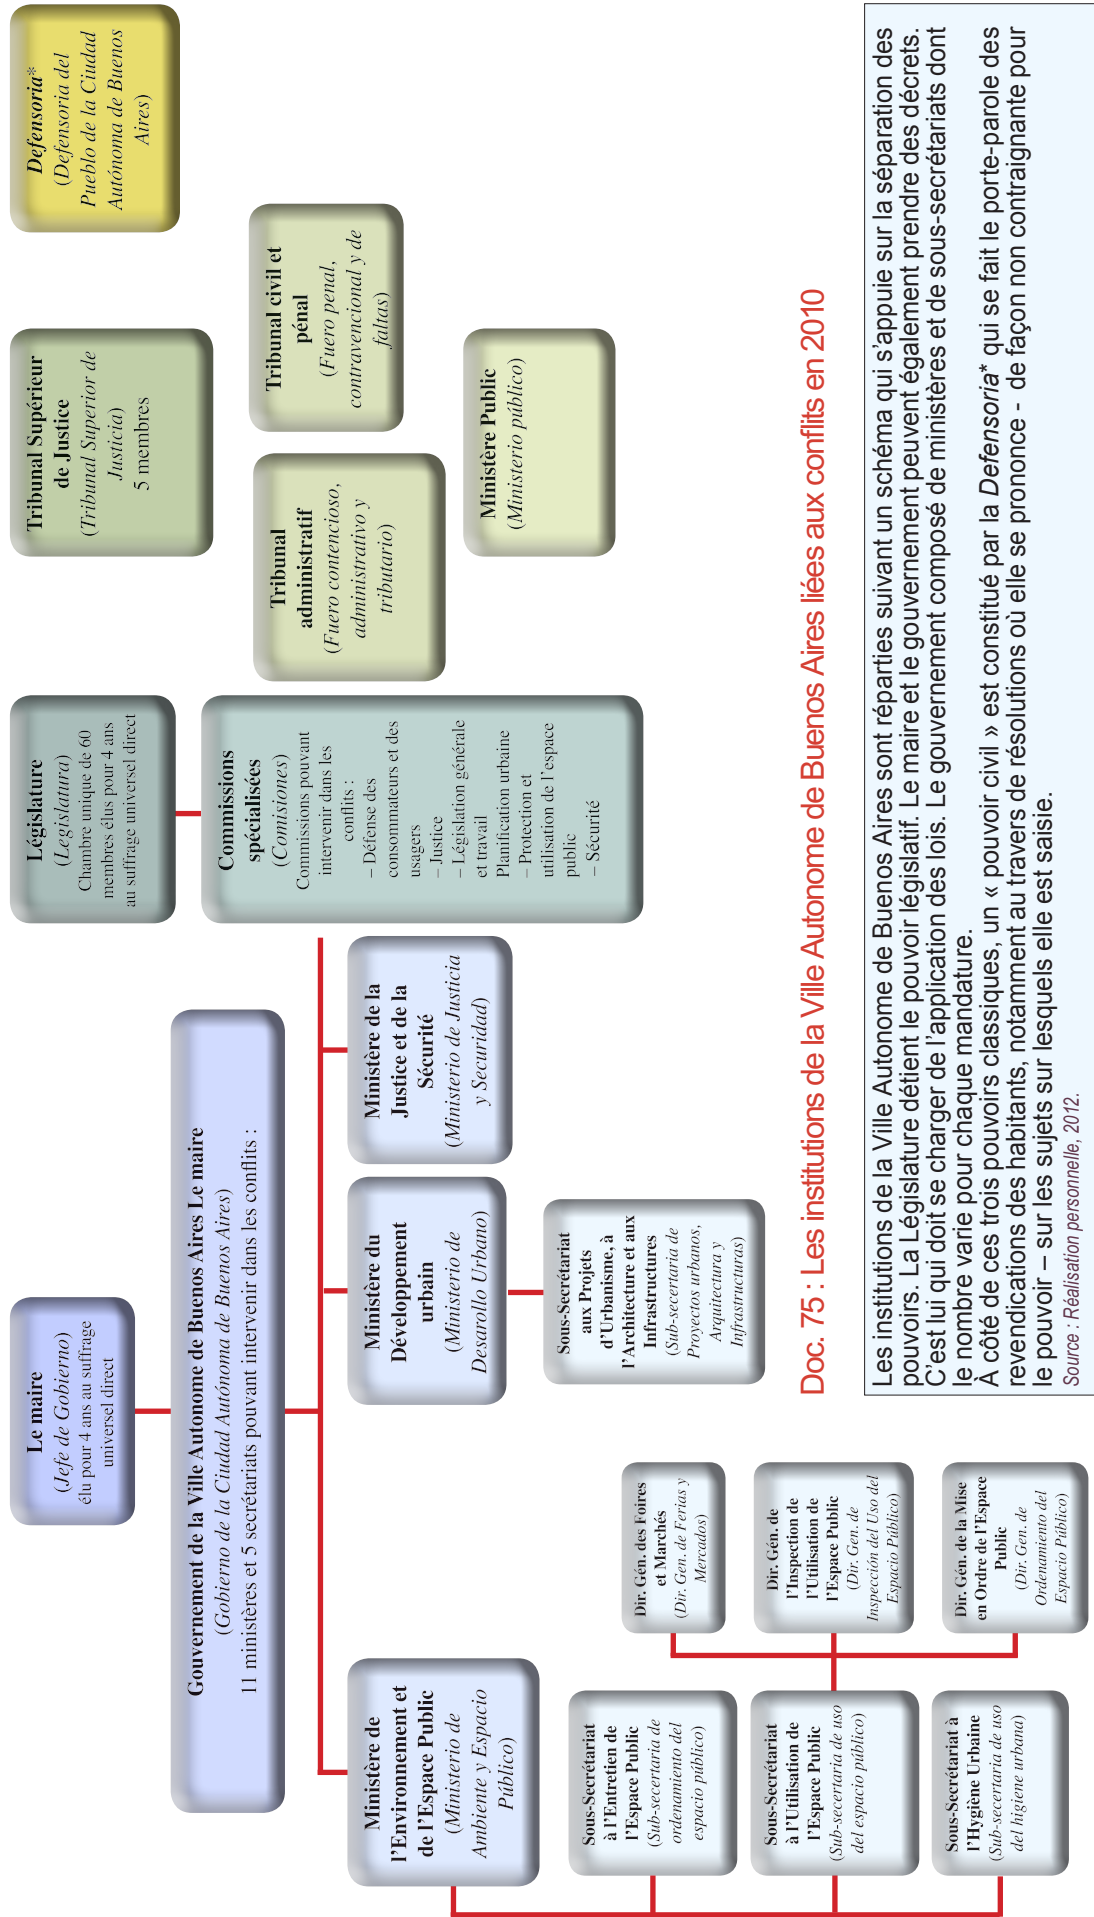 Le maire
(Jefe de Gobierno)
élu pour 4 ans au suffrage
universel direct
Gouvernement de la Ville Autonome de Buenos Aires Le maire
(Gobierno de la Ciudad Autónoma de Buenos Aires)
11 ministères et 5 secrétariats pouvant intervenir dans les conflits :
Ministère de
l'Environnement et
de l'Espace Public
(Ministerio de
Ambiente y Espacio
Público)
Sous-Secrétariat
à l'Entretien de
l'Espace Public
(Sub-secertaria de
ordenamiento del
espacio público)
Sous-Secrétariat
à l'Utilisation de
l'Espace Public
(Sub-secertaria de uso
del espacio público)
Sous-Secrétariat à
l'Hygiène Urbaine
(Sub-secertaria de uso
del higiene urbana)
Dir. Gén. des Foires
et Marchés
(Dir. Gen. de Ferias y
Mercados)
Dir. Gén. de
l'Inspection de
l'Utilisation de
l'Espace Public
(Dir. Gen. de
Inspección del Uso del
Espacio Público)
Dir. Gén. de la Mise
en Ordre de l'Espace
Public
(Dir. Gen. de
Ordenamiento del
Espacio Público)
Ministère du
Développement
urbain
(Ministerio de
Desarollo Urbano)
Sous-Secrétariat
aux Projets
d'Urbanisme, à
l'Architecture et aux
Infrastructures
(Sub-secertaria de
Proyectos urbanos,
Arquitectura y
Infrastructuras)
Ministère de la
Justice et de la
Sécurité
(Ministerio de Justicia
y Securidad)
Législature
(Legislatura)
Chambre unique de 60
membres élus pour 4 ans
au suffrage universel direct
Commissions
spécialisées
(Comisiones)
Commissions pouvant
intervenir dans les
conflits :
– Défense des
consommateurs et des
usagers
– Justice
– Législation générale
et travail
Planification urbaine
– Protection et
utilisation de l'espace
public
– Sécurité
Tribunal Supérieur
de Justice
(Tribunal Superior de
Justicia)
5 membres
Tribunal
administratif
(Fuero contencioso,
administrativo y
tributario)
Tribunal civil et
pénal
(Fuero penal,
contravencional y de
faltas)
Ministère Public
(Ministerio público)
Defensoria*
(Defensoria del
Pueblo de la Ciudad
Autónoma de Buenos
Aires)
Doc. 75 : Les institutions de la Ville Autonome de Buenos Aires liées aux conflits en 2010
Les institutions de la Ville Autonome de Buenos Aires sont réparties suivant un schéma qui s'appuie sur la séparation des
pouvoirs. La Législature détient le pouvoir législatif. Le maire et le gouvernement peuvent également prendre des décrets.
C'est lui qui doit se charger de l'application des lois. Le gouvernement composé de ministères et de sous-secrétariats dont
le nombre varie pour chaque mandature.
À côté de ces trois pouvoirs classiques, un « pouvoir civil » est constitué par la Defensoria* qui se fait le porte-parole des
revendications des habitants, notamment au travers de résolutions où elle se prononce - de façon non contraignante pour
le pouvoir – sur les sujets sur lesquels elle est saisie.
Source : Réalisation personnelle, 2012.